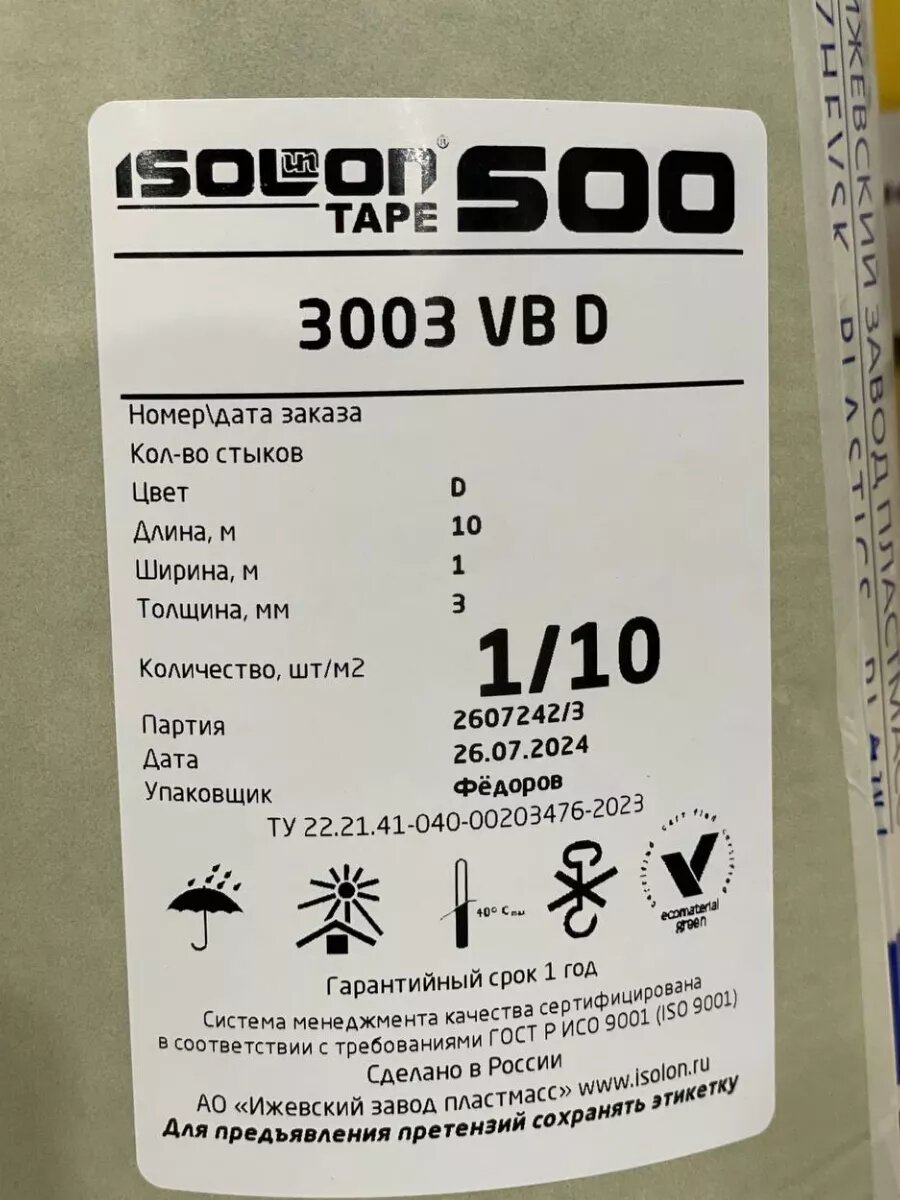 ISOLON® 500
TAPE
3003 VB D
Номер\дата заказа
Кол-во стыков
Цвет D
Длина, м 10
Ширина, м 1
Толщина, мм 3
Количество, шт/м2 1/10
Партия 2607242/3
Дата 26.07.2024
Упаковщик Фёдоров
ТУ 22.21.41-040-00203476-2023
40° C
ecomaterial
green
Гарантийный срок 1 год
Система менеджмента качества сертифицирована
в соответствии с требованиями ГОСТ Р ИСО 9001 (ISO 9001)
Сделано в России
АО «Ижевский завод пластмасс» www.isolon.ru
Для предъявления претензий сохранять этикетку
ИЖЕВСКИЙ ЗАВОД ПЛАСТМАСС